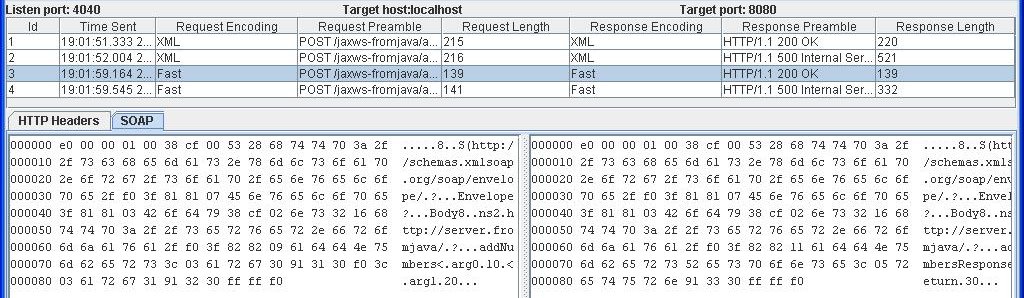 Listen port: 4040 Target host:localhost Target port: 8080
Id Time Sent Request Encoding Request Preamble Request Length Response Encoding Response Preamble Response Length
1 19:01:51.333 2... XML POST /jaxws-fromjava/a... 215 XML HTTP/1.1 200 OK 220
2 19:01:52.004 2... XML POST /jaxws-fromjava/a... 216 XML HTTP/1.1 500 Internal Ser... 521
3 19:01:59.164 2... Fast POST /jaxws-fromjava/a... 139 Fast HTTP/1.1 200 OK 139
4 19:01:59.545 2... Fast POST /jaxws-fromjava/a... 141 Fast HTTP/1.1 500 Internal Ser... 332
HTTP Headers SOAP
000000 e0 00 00 01 00 38 cf 00 53 28 68 74 74 70 3a 2f .....8..S(http:/
000010 2f 73 63 68 65 6d 61 73 2e 78 6d 6c 73 6f 61 70 /schemas.xmlsoap
000020 2e 6f 72 67 2f 73 6f 61 70 2f 65 6e 76 65 6c 6f .org/soap/envelo
000030 70 65 2f f0 3f 81 81 07 45 6e 76 65 6c 6f 70 65 pe/.?...Envelope
000040 3f 81 81 03 42 6f 64 79 38 cf 02 6e 73 32 16 68 ?...Body8..ns2.h
000050 74 74 70 3a 2f 2f 73 65 72 76 65 72 2e 66 72 6f ttp://server.fro
000060 6d 6a 61 76 61 2f f0 3f 82 82 09 61 64 64 4e 75 mjava/.?...addNu
000070 6d 62 65 72 73 3c 03 61 72 67 30 91 31 30 f0 3c mbers<.arg0.10.<
000080 03 61 72 67 31 91 32 30 ff ff f0 .arg1.20...
000000 e0 00 00 01 00 38 cf 00 53 28 68 74 74 70 3a 2f .....8..S(http:
000010 2f 73 63 68 65 6d 61 73 2e 78 6d 6c 73 6f 61 70 /schemas.xmls
000020 2e 6f 72 67 2f 73 6f 61 70 2f 65 6e 76 65 6c 6f .org/soap/env
000030 70 65 2f f0 3f 81 81 07 45 6e 76 65 6c 6f 70 65 pe/.?...Envel
000040 3f 81 81 03 42 6f 64 79 38 cf 02 6e 73 32 16 68 ?...Body8..ns
000050 74 74 70 3a 2f 2f 73 65 72 76 65 72 2e 66 72 6f ttp://server.
000060 6d 6a 61 76 61 2f f0 3f 82 82 11 61 64 64 4e 75 mjava/.?...ad
000070 6d 62 65 72 73 52 65 73 70 6f 6e 73 65 3c 05 72 mbersResponse
000080 65 74 75 72 6e 91 33 30 ff ff f0 eturn.30...